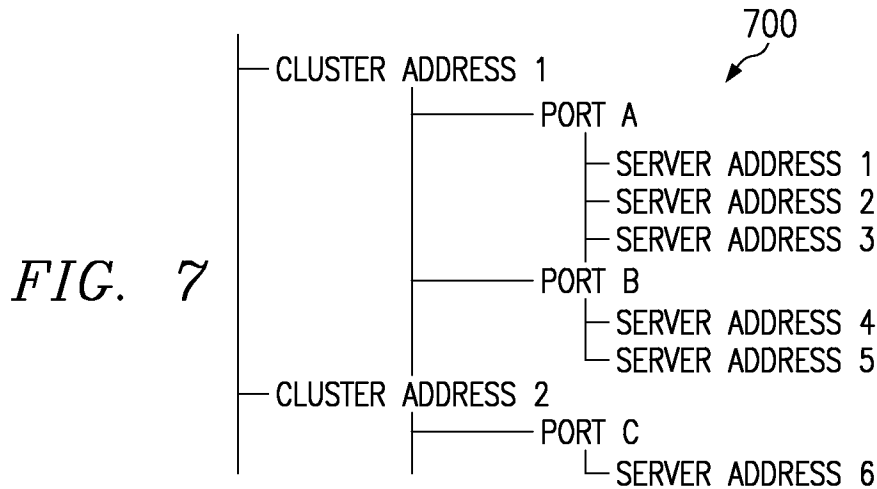 700
CLUSTER ADDRESS 1
PORT A
SERVER ADDRESS 1
SERVER ADDRESS 2
SERVER ADDRESS 3
FIG. 7
PORT B
SERVER ADDRESS 4
SERVER ADDRESS 5
CLUSTER ADDRESS 2
PORT C
SERVER ADDRESS 6